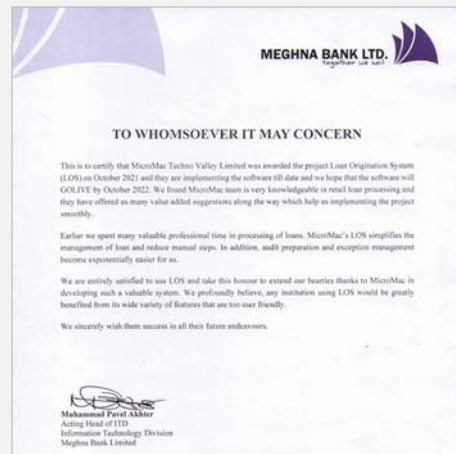 MEGHNA BANK LTD.
together we sail
TO WHOMSOEVER IT MAY CONCERN
This is to certify that MicroMac Techno Valley Limited was awarded the project Loan Origination System
(LOS) on October 2021 and they are implementing the software till date and we hope that the software will
GOLIVE by October 2022. We found MicroMac team is very knowledgeable in retail loan processing and
they have offered us many value added suggestions along the way which help us implementing the project
smoothly.
Earlier we spent many valuable professional time in processing of loans. MicroMac's LOS simplifies the
management of loan and reduce manual steps. In addition, audit preparation and exception management
become exponentially easier for us.
We are entirely satisfied to use LOS and take this honour to extend our hearties thanks to MicroMac in
developing such a valuable system. We profoundly believe, any institution using LOS would be greatly
benefited from its wide variety of features that are too user friendly.
We sincerely wish them success in all their future endeavours.
Muhammad Pavel Akhter
Acting Head of ITD
Information Technology Division
Meghna Bank Limited